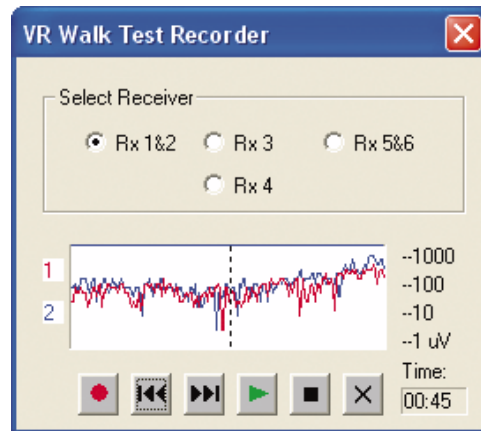 VR Walk Test Recorder
Select Receiver
Rx 1&2
Rx 3
Rx 5&6
Rx 4
1
2
--1000
--100
--10
--1 uV
Time:
00:45